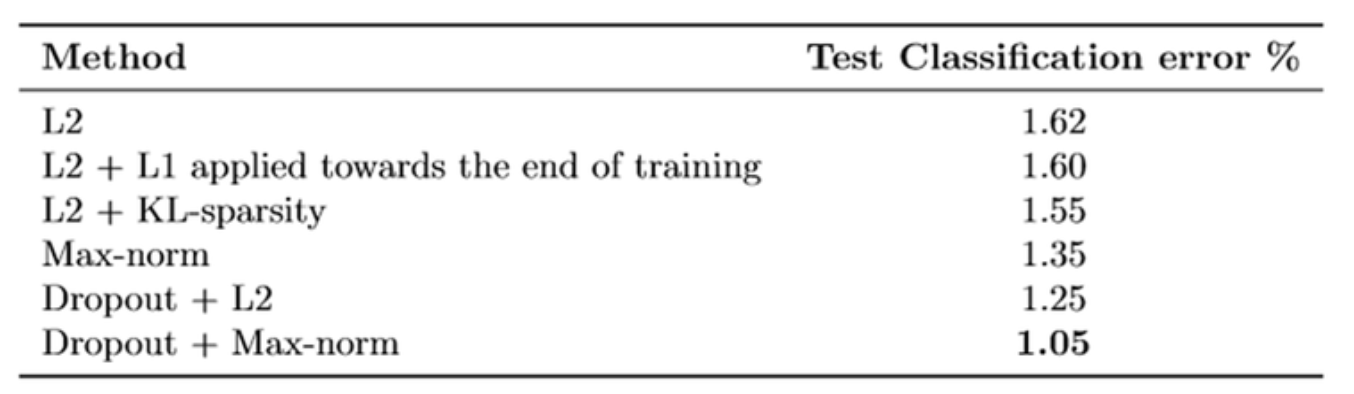 Method Test Classification error %
L2 1.62
L2 + L1 applied towards the end of training 1.60
L2 + KL-sparsity 1.55
Max-norm 1.35
Dropout + L2 1.25
Dropout + Max-norm 1.05